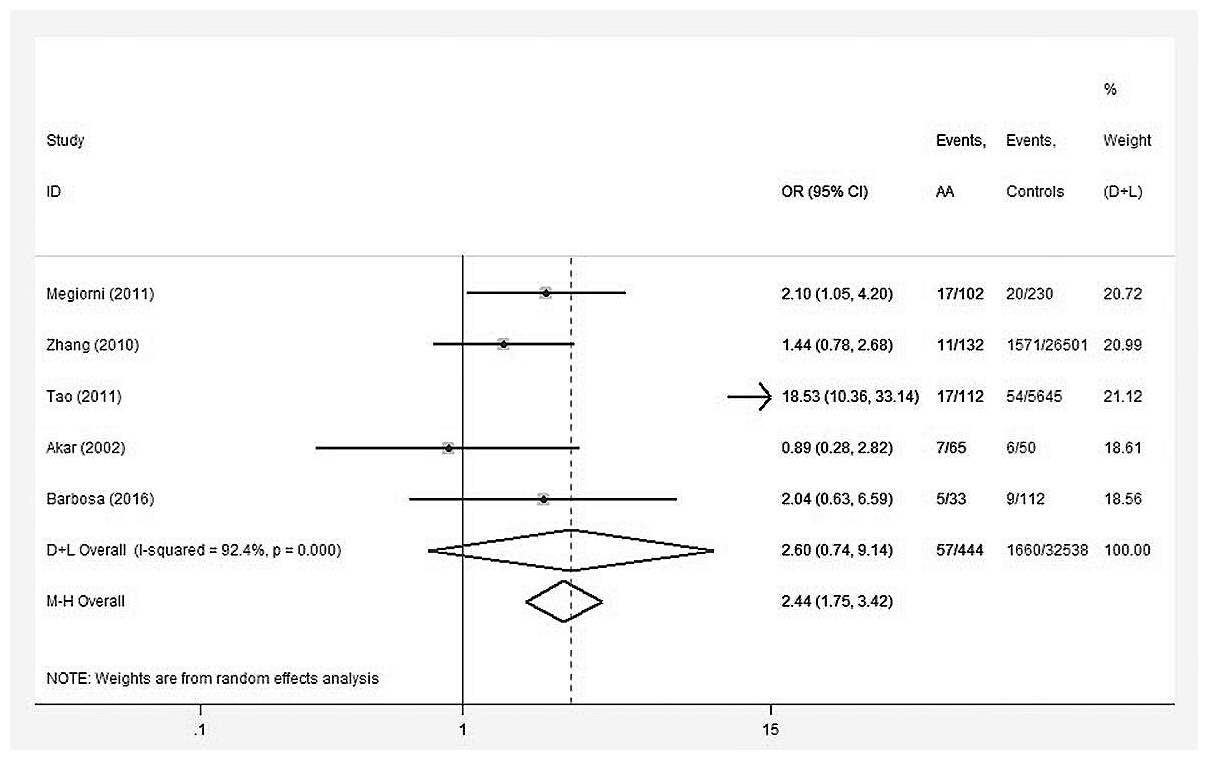 %
Study Events, Events, Weight
ID OR (95% CI) AA Controls (D+L)
Megiorni (2011) 2.10 (1.05, 4.20) 17/102 20/230 20.72
Zhang (2010) 1.44 (0.78, 2.68) 11/132 1571/26501 20.99
Tao (2011) 18.53 (10.36, 33.14) 17/112 54/5645 21.12
Akar (2002) 0.89 (0.28, 2.82) 7/65 6/50 18.61
Barbosa (2016) 2.04 (0.63, 6.59) 5/33 9/112 18.56
D+L Overall (I-squared = 92.4%, p = 0.000) 2.60 (0.74, 9.14) 57/444 1660/32538 100.00
M-H Overall 2.44 (1.75, 3.42)
NOTE: Weights are from random effects analysis
.1 1 15